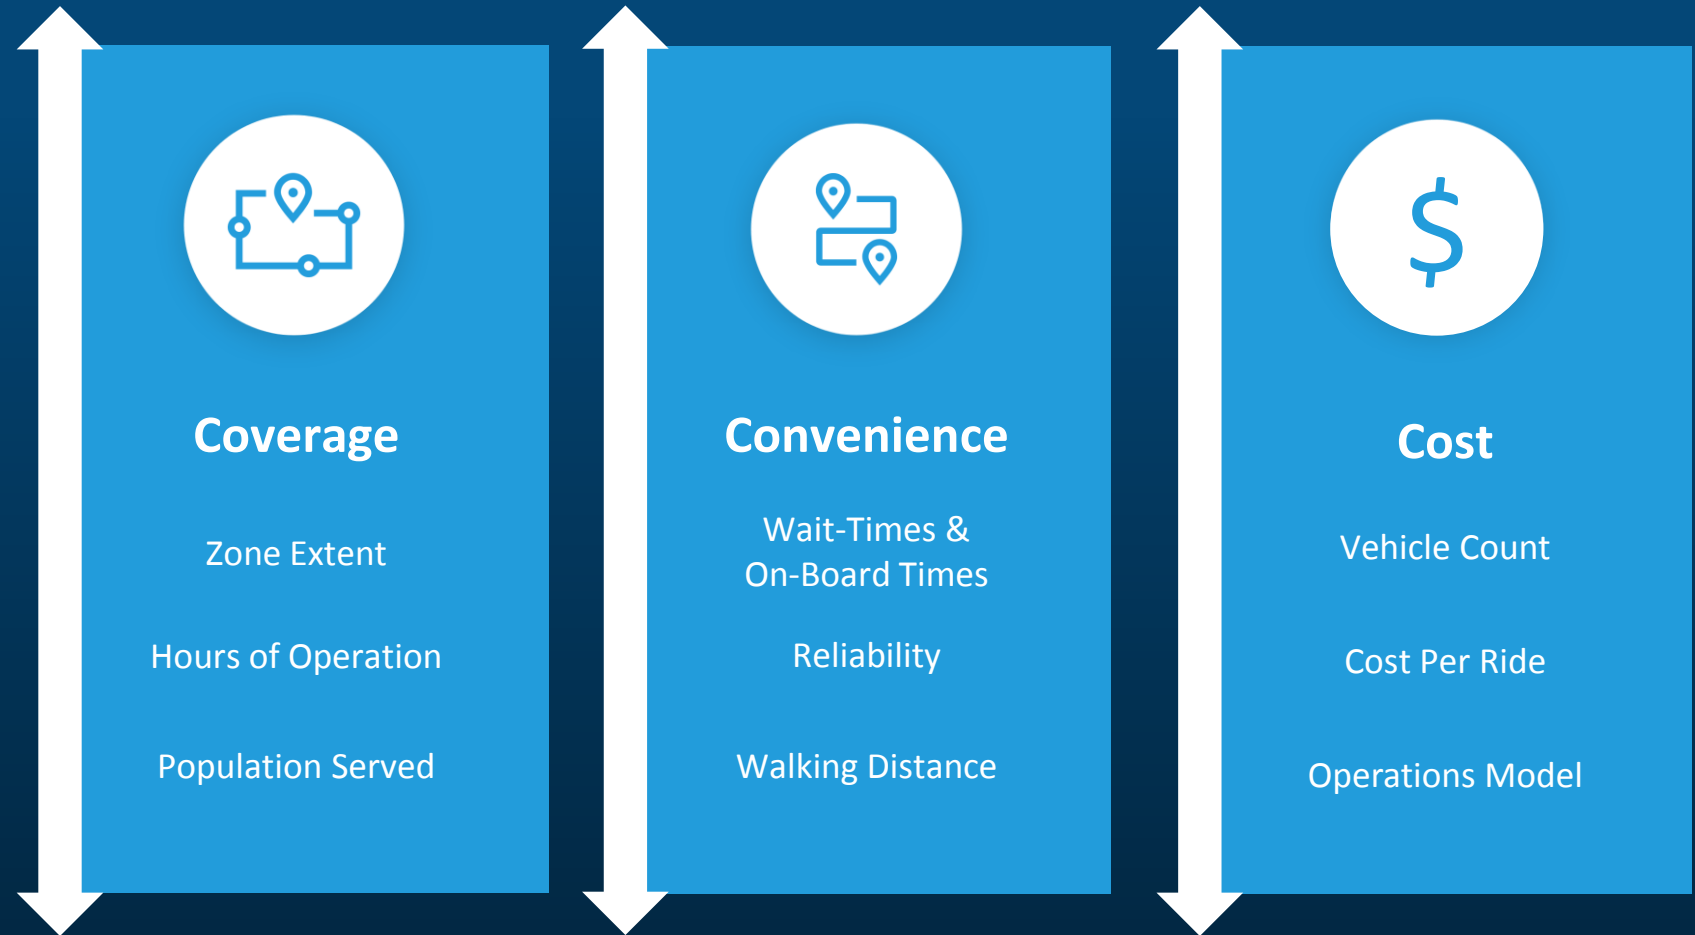 Coverage
Zone Extent
Hours of Operation
Population Served
Convenience
Wait-Times &
On-Board Times
Reliability
Walking Distance
$
Cost
Vehicle Count
Cost Per Ride
Operations Model